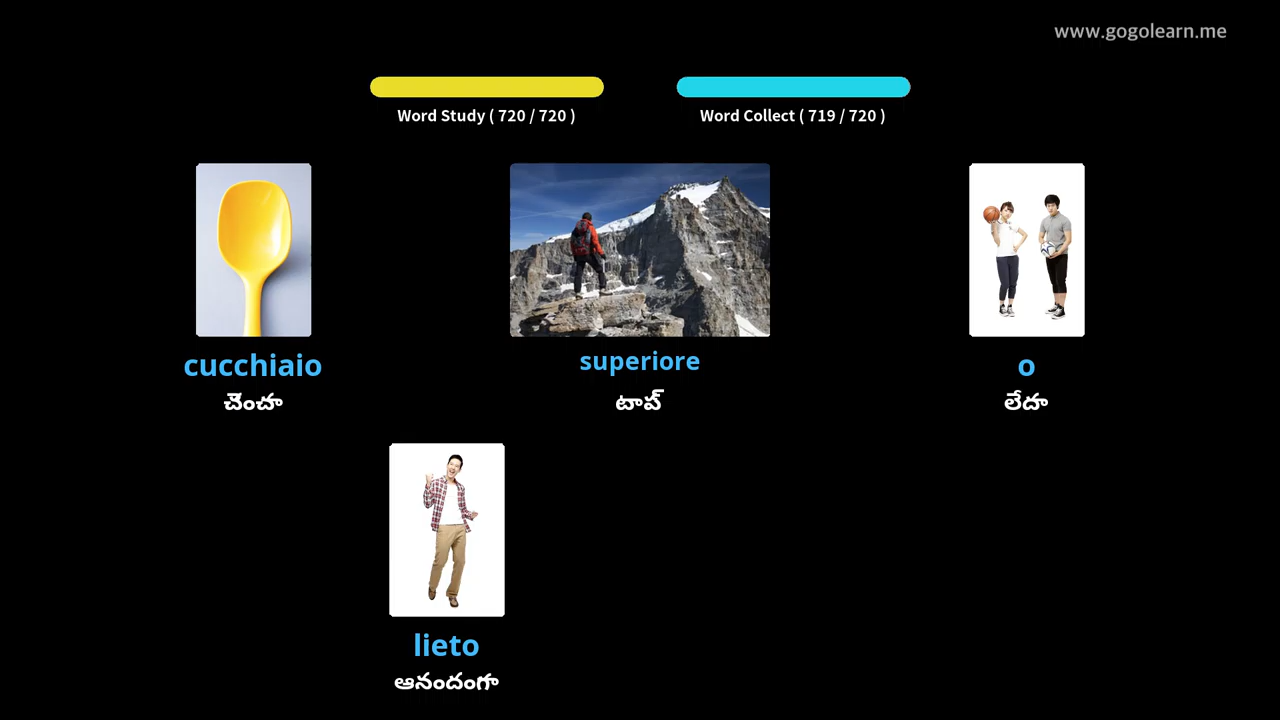 www.gogolearn.me
Word Study ( 720 / 720 )
Word Collect ( 719 / 720 )
cucchiaio
చెంచా
superiore
టాప్
o
లేదా
lieto
ఆనందంగా